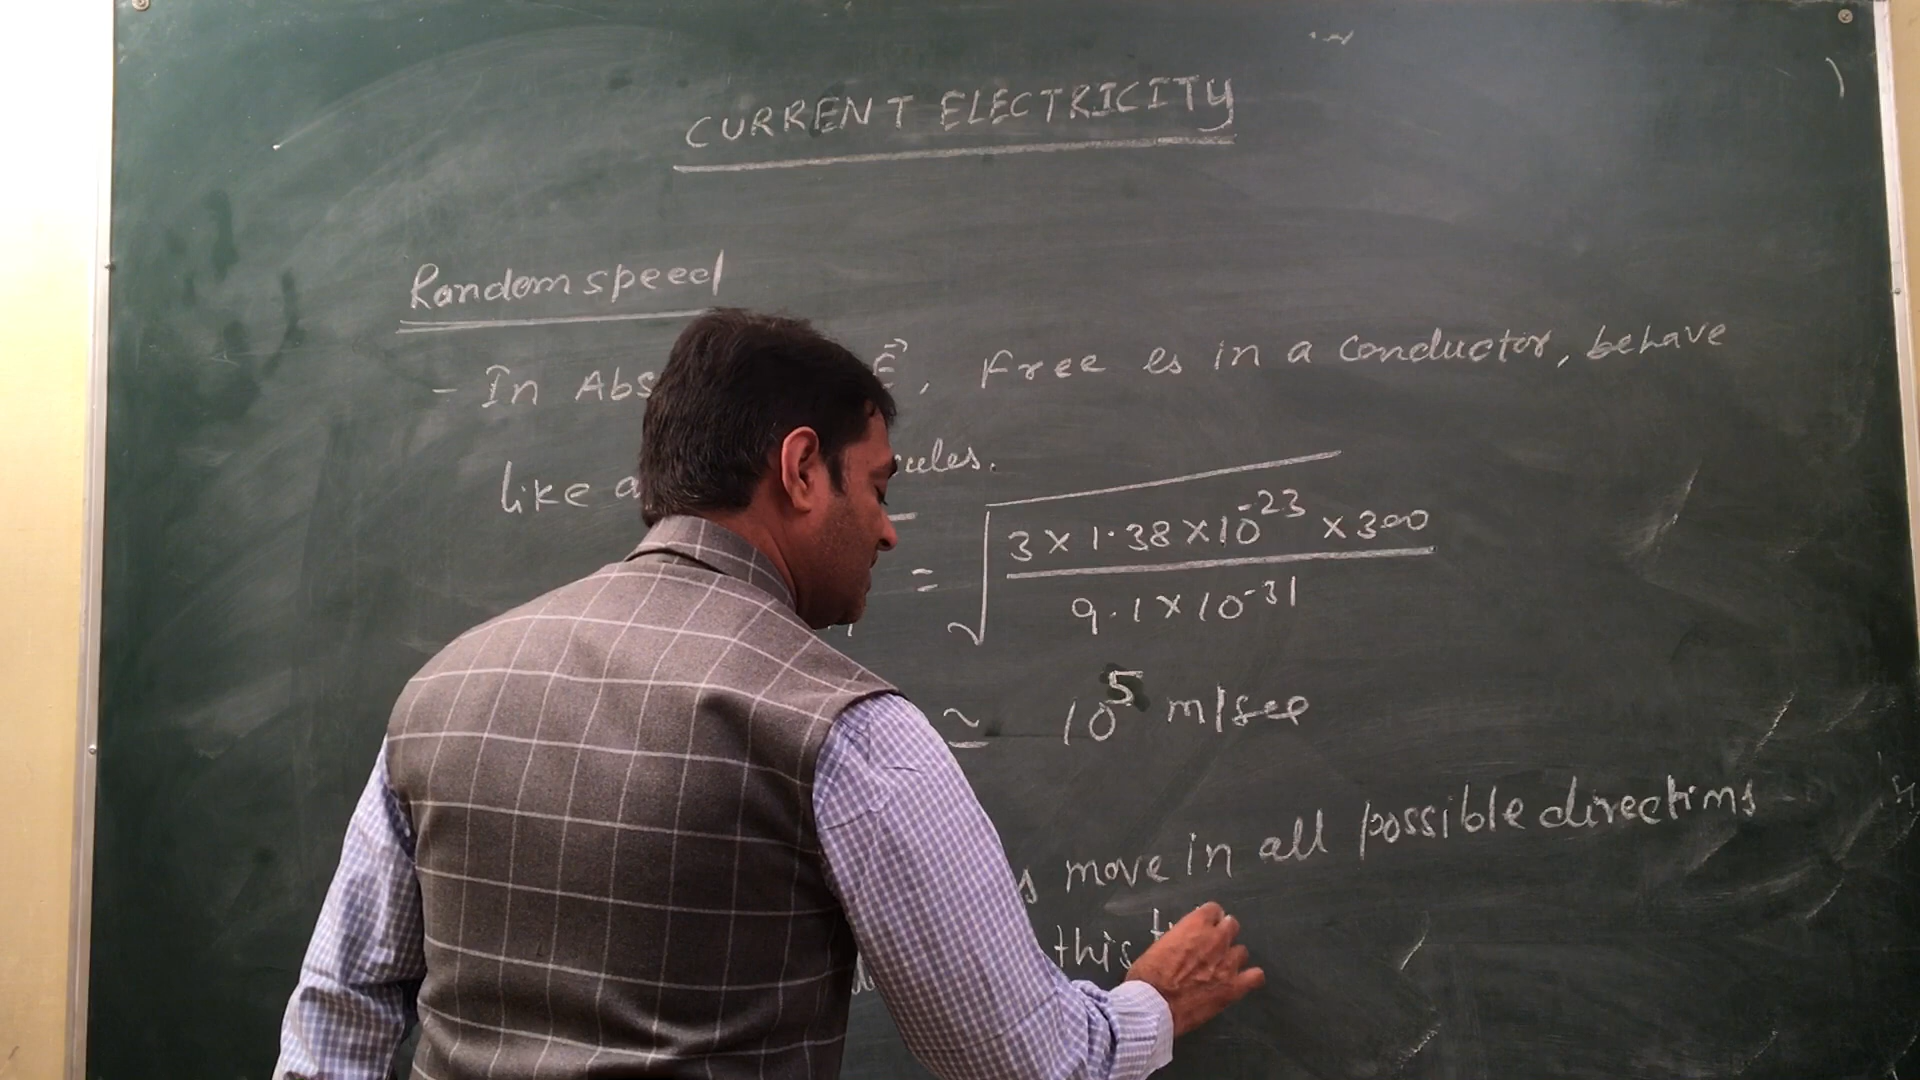 CURRENT ELECTRICITY
Random speed
- In Abs E⃗, Free es in a conductor, behave
like a cules.
= √(3 × 1.38 × 10⁻²³ × 300 / 9.1 × 10⁻³¹)
≃ 10⁵ m/sec
s move in all possible directions
this